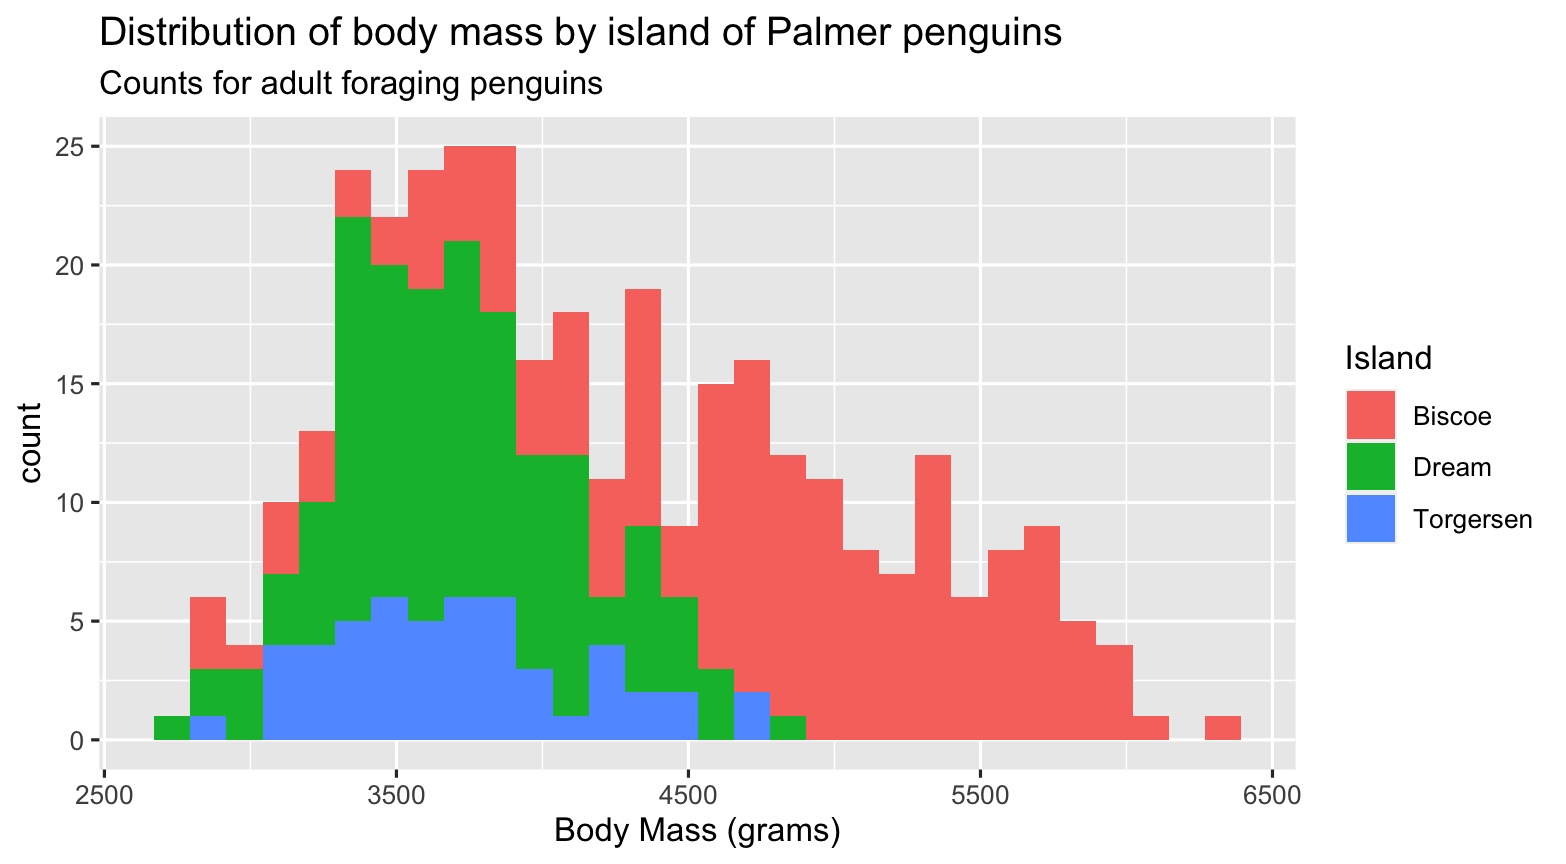 Distribution of body mass by island of Palmer penguins
Counts for adult foraging penguins
25
20
15
10
5
0
count
2500 3500 4500 5500 6500
Body Mass (grams)
Island
Biscoe
Dream
Torgersen